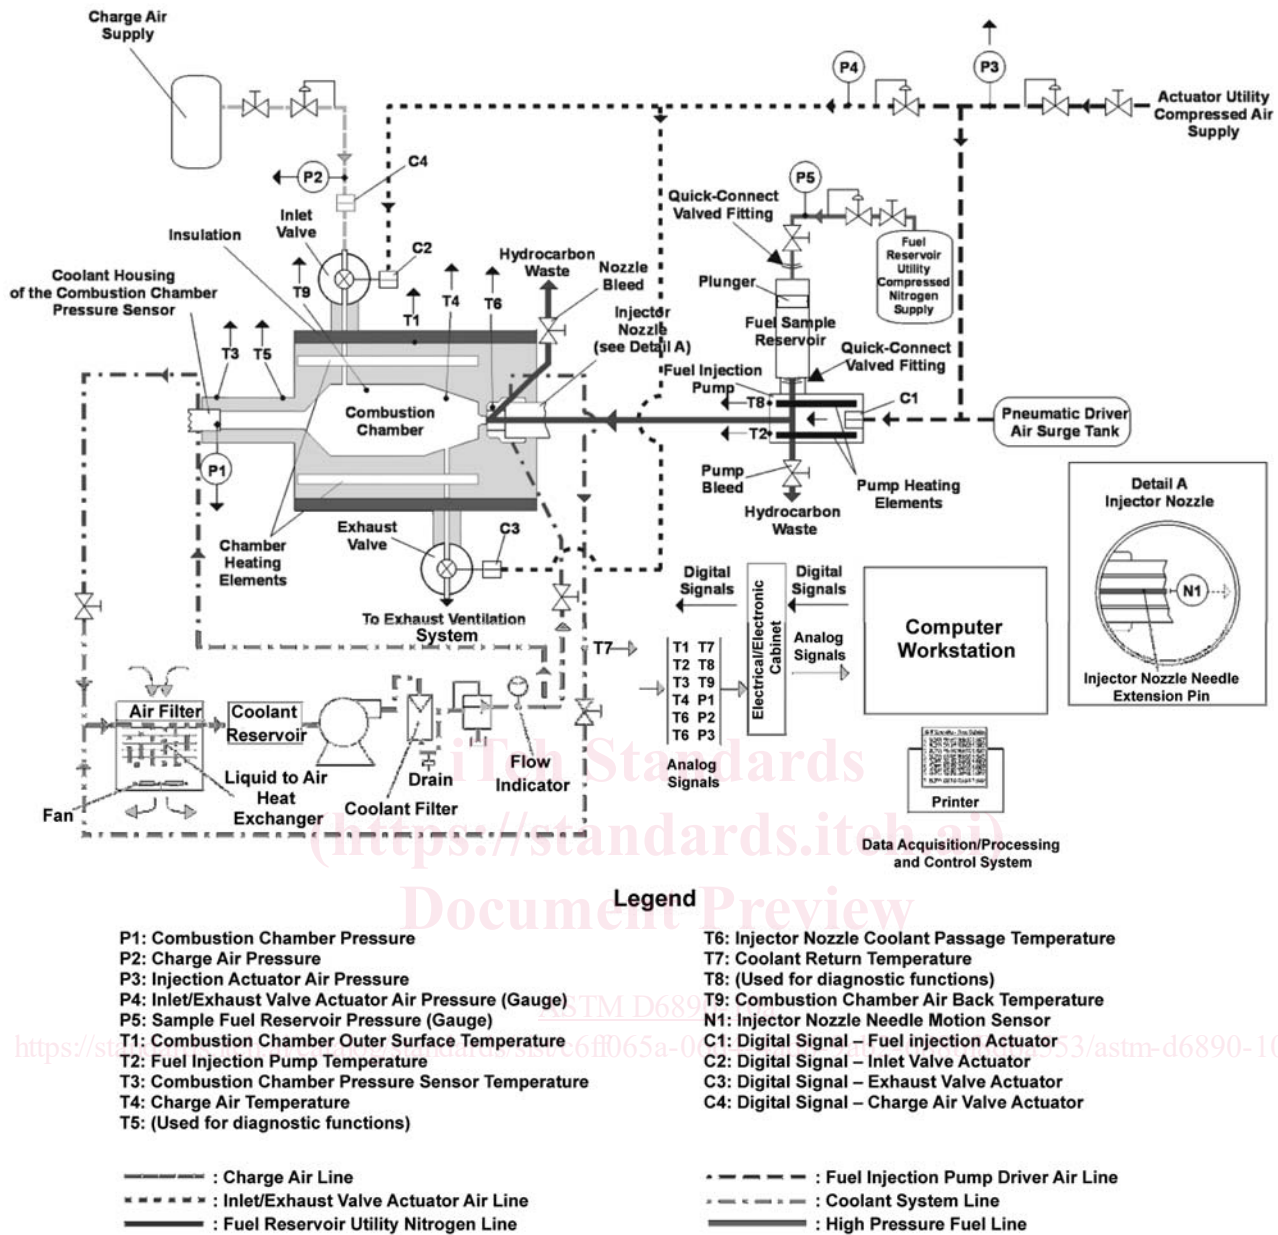 Charge Air
Supply
P4
P3
Actuator Utility
Compressed Air
Supply
P2
C4
P5
Quick-Connect
Valved Fitting
Inlet
Valve
Insulation
C2
Hydrocarbon
Waste
Nozzle
Bleed
Fuel
Reservoir
Utility
Compressed
Nitrogen
Supply
Coolant Housing
of the Combustion Chamber
Pressure Sensor
T9
T4
T6
T1
Plunger
Injector
Nozzle
(see Detail A)
Fuel Sample
Reservoir
T3
T5
Quick-Connect
Valved Fitting
Fuel Injection
Pump
T8
C1
Combustion
Chamber
T2
Pneumatic Driver
Air Surge Tank
P1
Pump
Bleed
Pump Heating
Elements
Hydrocarbon
Waste
Detail A
Injector Nozzle
N1
Injector Nozzle Needle
Extension Pin
Exhaust
Valve
C3
Chamber
Heating
Elements
To Exhaust Ventilation
System
T7
Digital
Signals
Digital
Signals
Electrical/Electronic
Cabinet
Analog
Signals
Computer
Workstation
T1 T7
T2 T8
T3 T9
T4 P1
T6 P2
T6 P3
Analog
Signals
Air Filter
Coolant
Reservoir
Liquid to Air
Heat
Exchanger
Fan
Coolant Filter
Drain
Flow
Indicator
Printer
Data Acquisition/Processing
and Control System
iTeh Standards
(https://standards.iteh.ai)
Document Preview
Legend
P1: Combustion Chamber Pressure
P2: Charge Air Pressure
P3: Injection Actuator Air Pressure
P4: Inlet/Exhaust Valve Actuator Air Pressure (Gauge)
P5: Sample Fuel Reservoir Pressure (Gauge)
T1: Combustion Chamber Outer Surface Temperature
T2: Fuel Injection Pump Temperature
T3: Combustion Chamber Pressure Sensor Temperature
T4: Charge Air Temperature
T5: (Used for diagnostic functions)
T6: Injector Nozzle Coolant Passage Temperature
T7: Coolant Return Temperature
T8: (Used for diagnostic functions)
T9: Combustion Chamber Air Back Temperature
N1: Injector Nozzle Needle Motion Sensor
C1: Digital Signal – Fuel injection Actuator
C2: Digital Signal – Inlet Valve Actuator
C3: Digital Signal – Exhaust Valve Actuator
C4: Digital Signal – Charge Air Valve Actuator
ASTM
: Charge Air Line
: Inlet/Exhaust Valve Actuator Air Line
: Fuel Reservoir Utility Nitrogen Line
: Fuel Injection Pump Driver Air Line
: Coolant System Line
: High Pressure Fuel Line